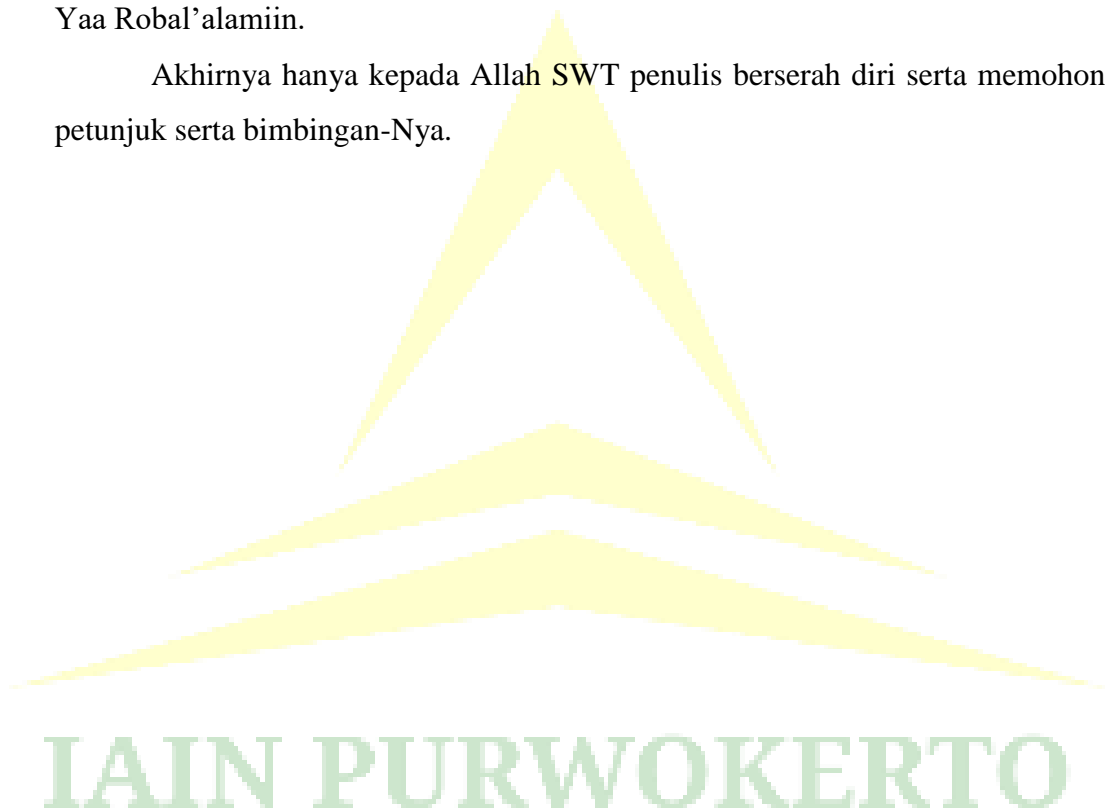 Yaa Robal’alamiin.
Akhirnya hanya kepada Allah SWT penulis berserah diri serta memohon
petunjuk serta bimbingan-Nya.
IAIN PURWOKERTO